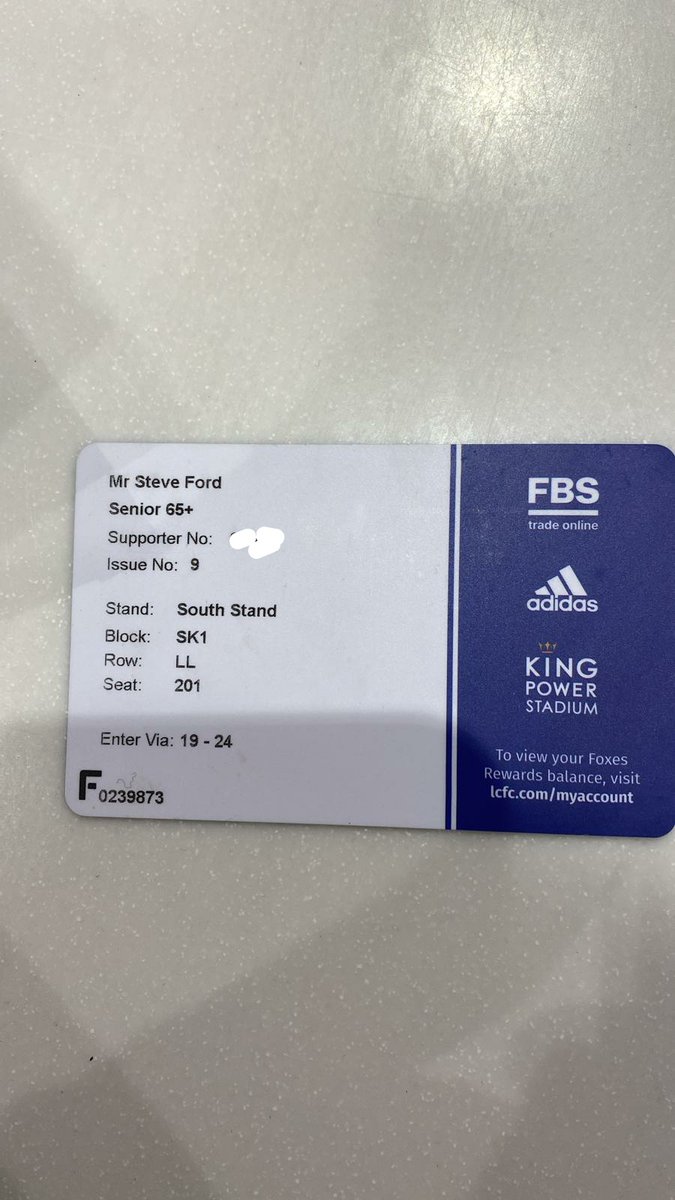 Mr Steve Ford
Senior 65+
Supporter No:
Issue No: 9
Stand: South Stand
Block: SK1
Row: LL
Seat: 201
Enter Via: 19 - 24
F0239873
FBS
trade online
adidas
KING
POWER
STADIUM
To view your Foxes
Rewards balance, visit
lcfc.com/myaccount